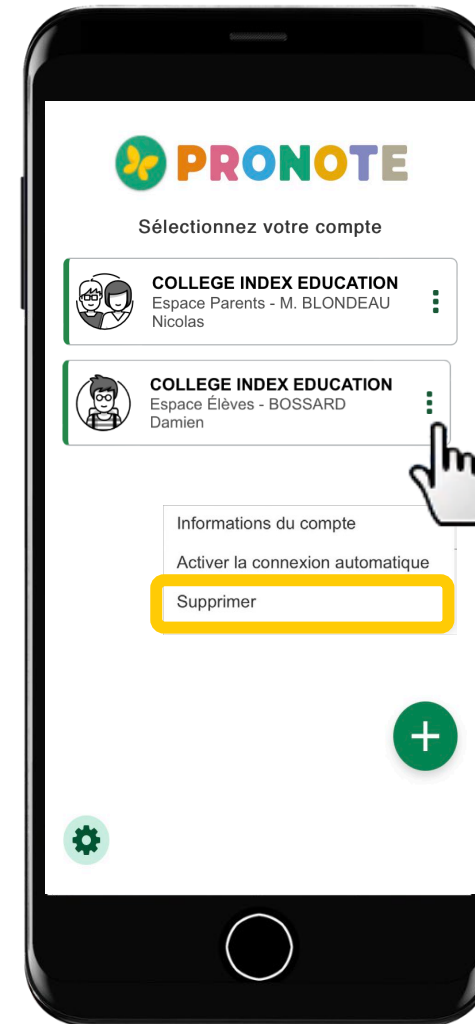 PRONOTE
Sélectionnez votre compte
COLLEGE INDEX EDUCATION
Espace Parents - M. BLONDEAU
Nicolas
COLLEGE INDEX EDUCATION
Espace Élèves - BOSSARD
Damien
Informations du compte
Activer la connexion automatique
Supprimer